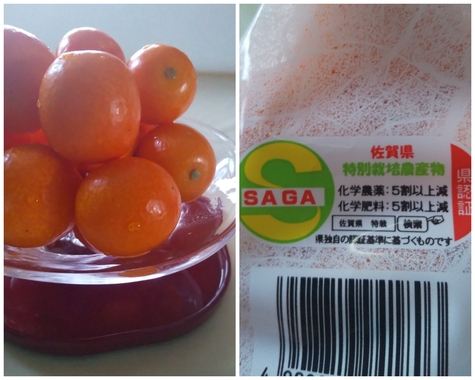 佐賀県
特別栽培農産物
SAGA
化学農薬:5割以上減
化学肥料:5割以上減
佐賀県 特栽 検索
県独自の認証基準に基づくものです
県認証